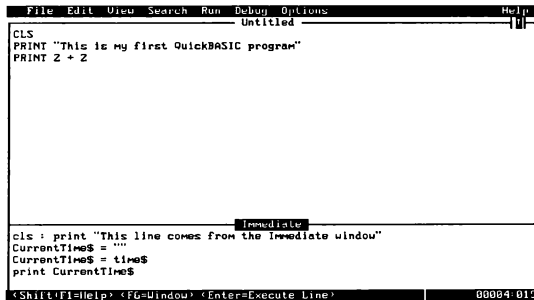 File Edit View Search Run Debug Options Help
Untitled
CLS
PRINT "This is my first QuickBASIC program"
PRINT 2 + 2
Immediate
cls : print "This line comes from the Immediate window"
CurrentTime$ = ""
CurrentTime$ = time$
print CurrentTime$
<Shift+F1=Help> <F6=Window> <Enter=Execute Line> 00004:013